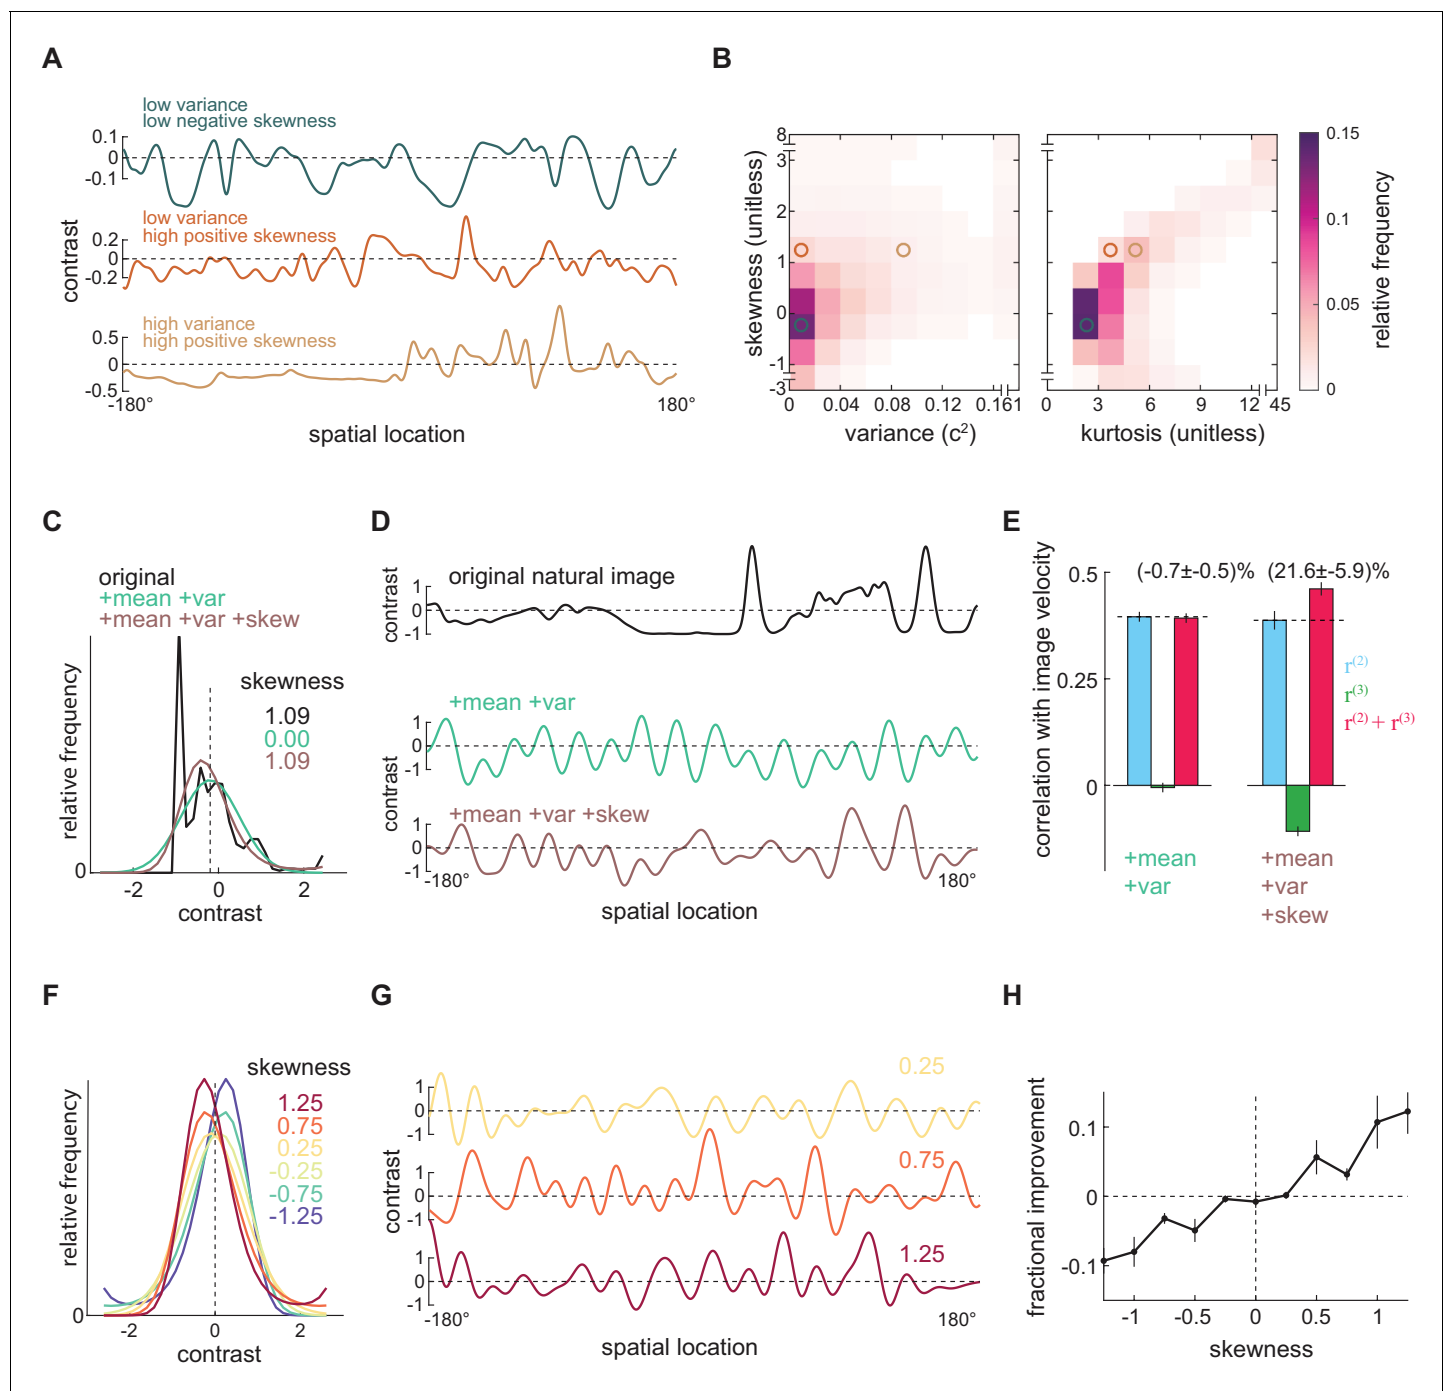 A
low variance
low negative skewness
0.1
0
-0.1
low variance
high positive skewness
0.2
0
-0.2
contrast
high variance
high positive skewness
0.5
0
-0.5
-180°
180°
spatial location
B
8
3
2
1
0
-1
-3
skewness (unitless)
0
0.04
0.08
0.12
0.16
1
variance (c²)
0
3
6
9
12
45
kurtosis (unitless)
0.15
0.1
0.05
0
relative frequency
C
original
+mean +var
+mean +var +skew
skewness
1.09
0.00
1.09
relative frequency
0
-2
0
2
contrast
D
original natural image
contrast
1
0
-1
+mean +var
contrast
1
0
-1
+mean +var +skew
1
0
-1
-180°
180°
spatial location
E
correlation with image velocity
0.5
0.25
0
(-0.7±-0.5)%
(21.6±-5.9)%
r⁽²⁾
r⁽³⁾
r⁽²⁾ + r⁽³⁾
+mean
+var
+mean
+var
+skew
F
skewness
1.25
0.75
0.25
-0.25
-0.75
-1.25
relative frequency
0
-2
0
2
contrast
G
0.25
1
0
-1
0.75
contrast
1
0
-1
1.25
1
0
-1
-180°
180°
spatial location
H
fractional improvement
0.1
0
-0.1
-1
-0.5
0
0.5
1
skewness